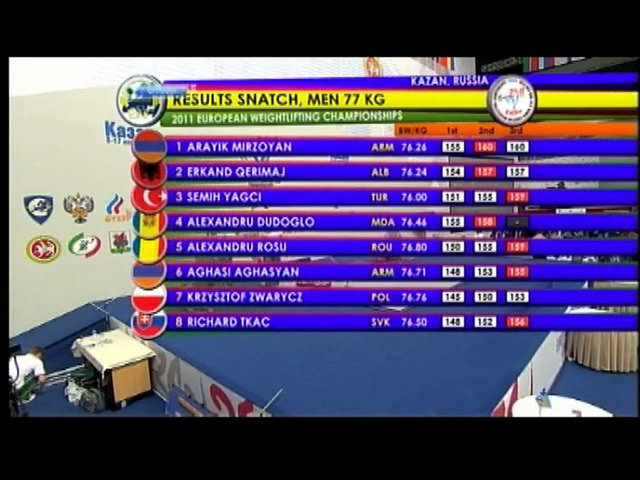 KAZAN, RUSSIA
RESULTS SNATCH, MEN 77 KG
2011 EUROPEAN WEIGHTLIFTING CHAMPIONSHIPS
BW/KG 1st 2nd 3rd
1 ARAYIK MIRZOYAN ARM 76.26 155 160 160
2 ERKAND QERIMAJ ALB 76.24 154 157 157
3 SEMIH YAGCI TUR 76.00 151 155 159
4 ALEXANDRU DUDOGLO MDA 76.46 155 158 -
5 ALEXANDRU ROSU ROU 76.80 150 155 159
6 AGHASI AGHASYAN ARM 76.71 148 153 155
7 KRZYSZTOF ZWARYCZ POL 76.76 145 150 153
8 RICHARD TKAC SVK 76.50 148 152 156